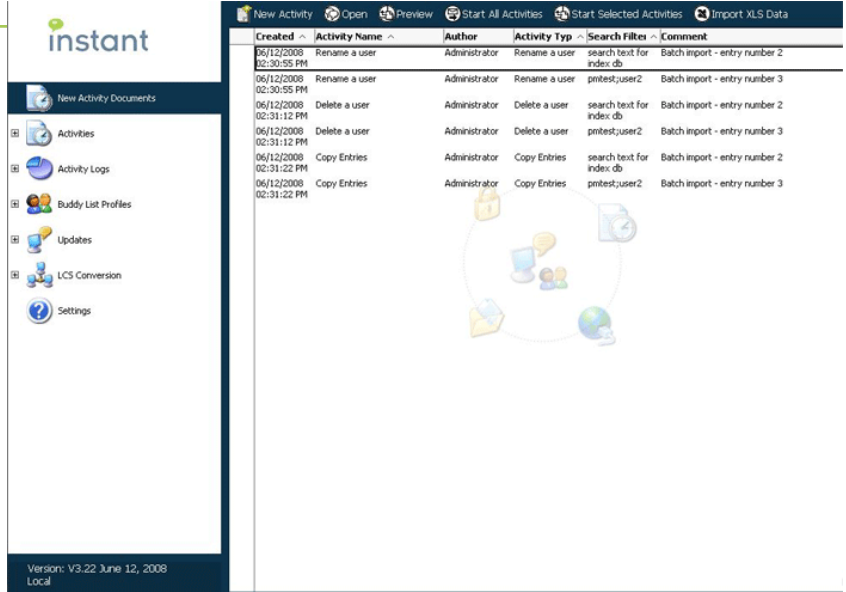 instant
New Activity Documents
Activities
Activity Logs
Buddy List Profiles
Updates
LCS Conversion
Settings
Version: V3.22 June 12, 2008
Local
New Activity Open Preview Start All Activities Start Selected Activities Import XLS Data
Created Activity Name Author Activity Typ Search Filter Comment
06/12/2008 Rename a user Administrator Rename a user search text for Batch import - entry number 2
02:30:55 PM index db
06/12/2008 Rename a user Administrator Rename a user pmtest;user2 Batch import - entry number 3
02:30:55 PM
06/12/2008 Delete a user Administrator Delete a user search text for Batch import - entry number 2
02:31:12 PM index db
06/12/2008 Delete a user Administrator Delete a user pmtest;user2 Batch import - entry number 3
02:31:12 PM
06/12/2008 Copy Entries Administrator Copy Entries search text for Batch import - entry number 2
02:31:22 PM index db
06/12/2008 Copy Entries Administrator Copy Entries pmtest;user2 Batch import - entry number 3
02:31:22 PM